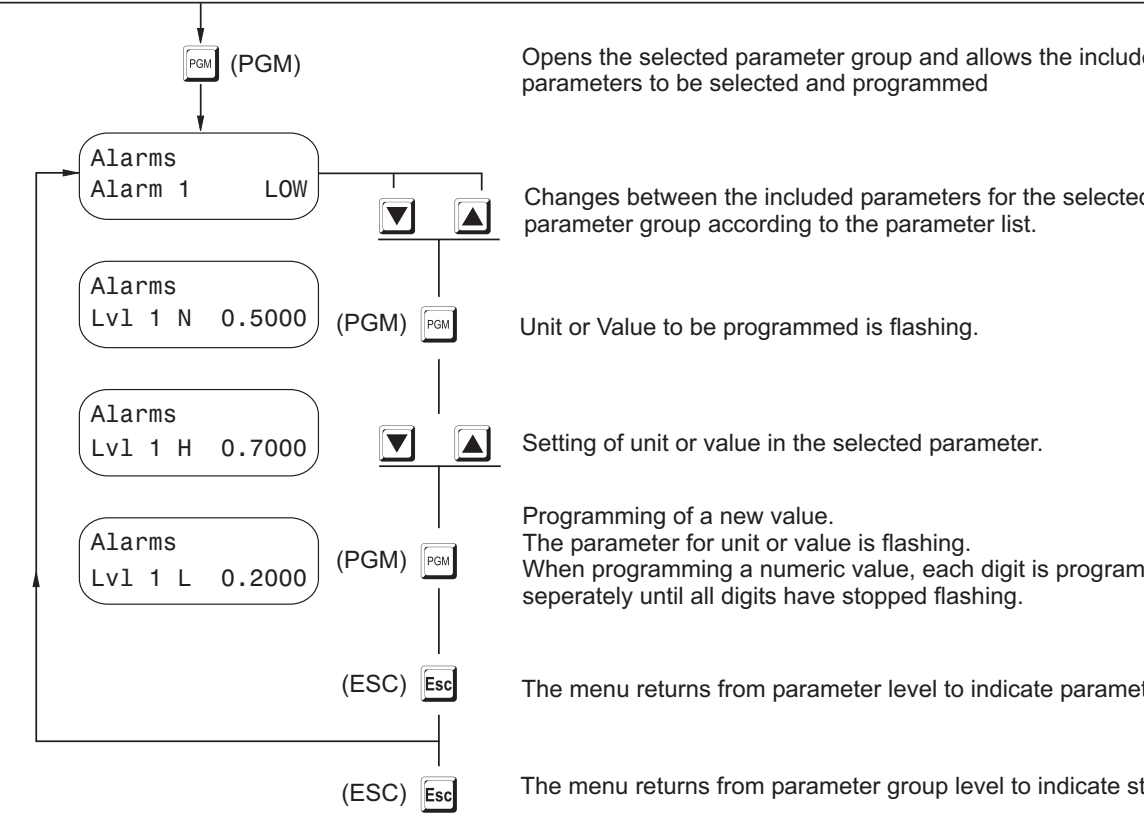 PGM (PGM)
Opens the selected parameter group and allows the include
parameters to be selected and programmed
Alarms
Alarm 1 LOW
Changes between the included parameters for the selected
parameter group according to the parameter list.
Alarms
Lvl 1 N 0.5000
(PGM) PGM
Unit or Value to be programmed is flashing.
Alarms
Lvl 1 H 0.7000
Setting of unit or value in the selected parameter.
Alarms
Lvl 1 L 0.2000
(PGM) PGM
Programming of a new value.
The parameter for unit or value is flashing.
When programming a numeric value, each digit is program
seperately until all digits have stopped flashing.
(ESC) Esc
The menu returns from parameter level to indicate paramet
(ESC) Esc
The menu returns from parameter group level to indicate st